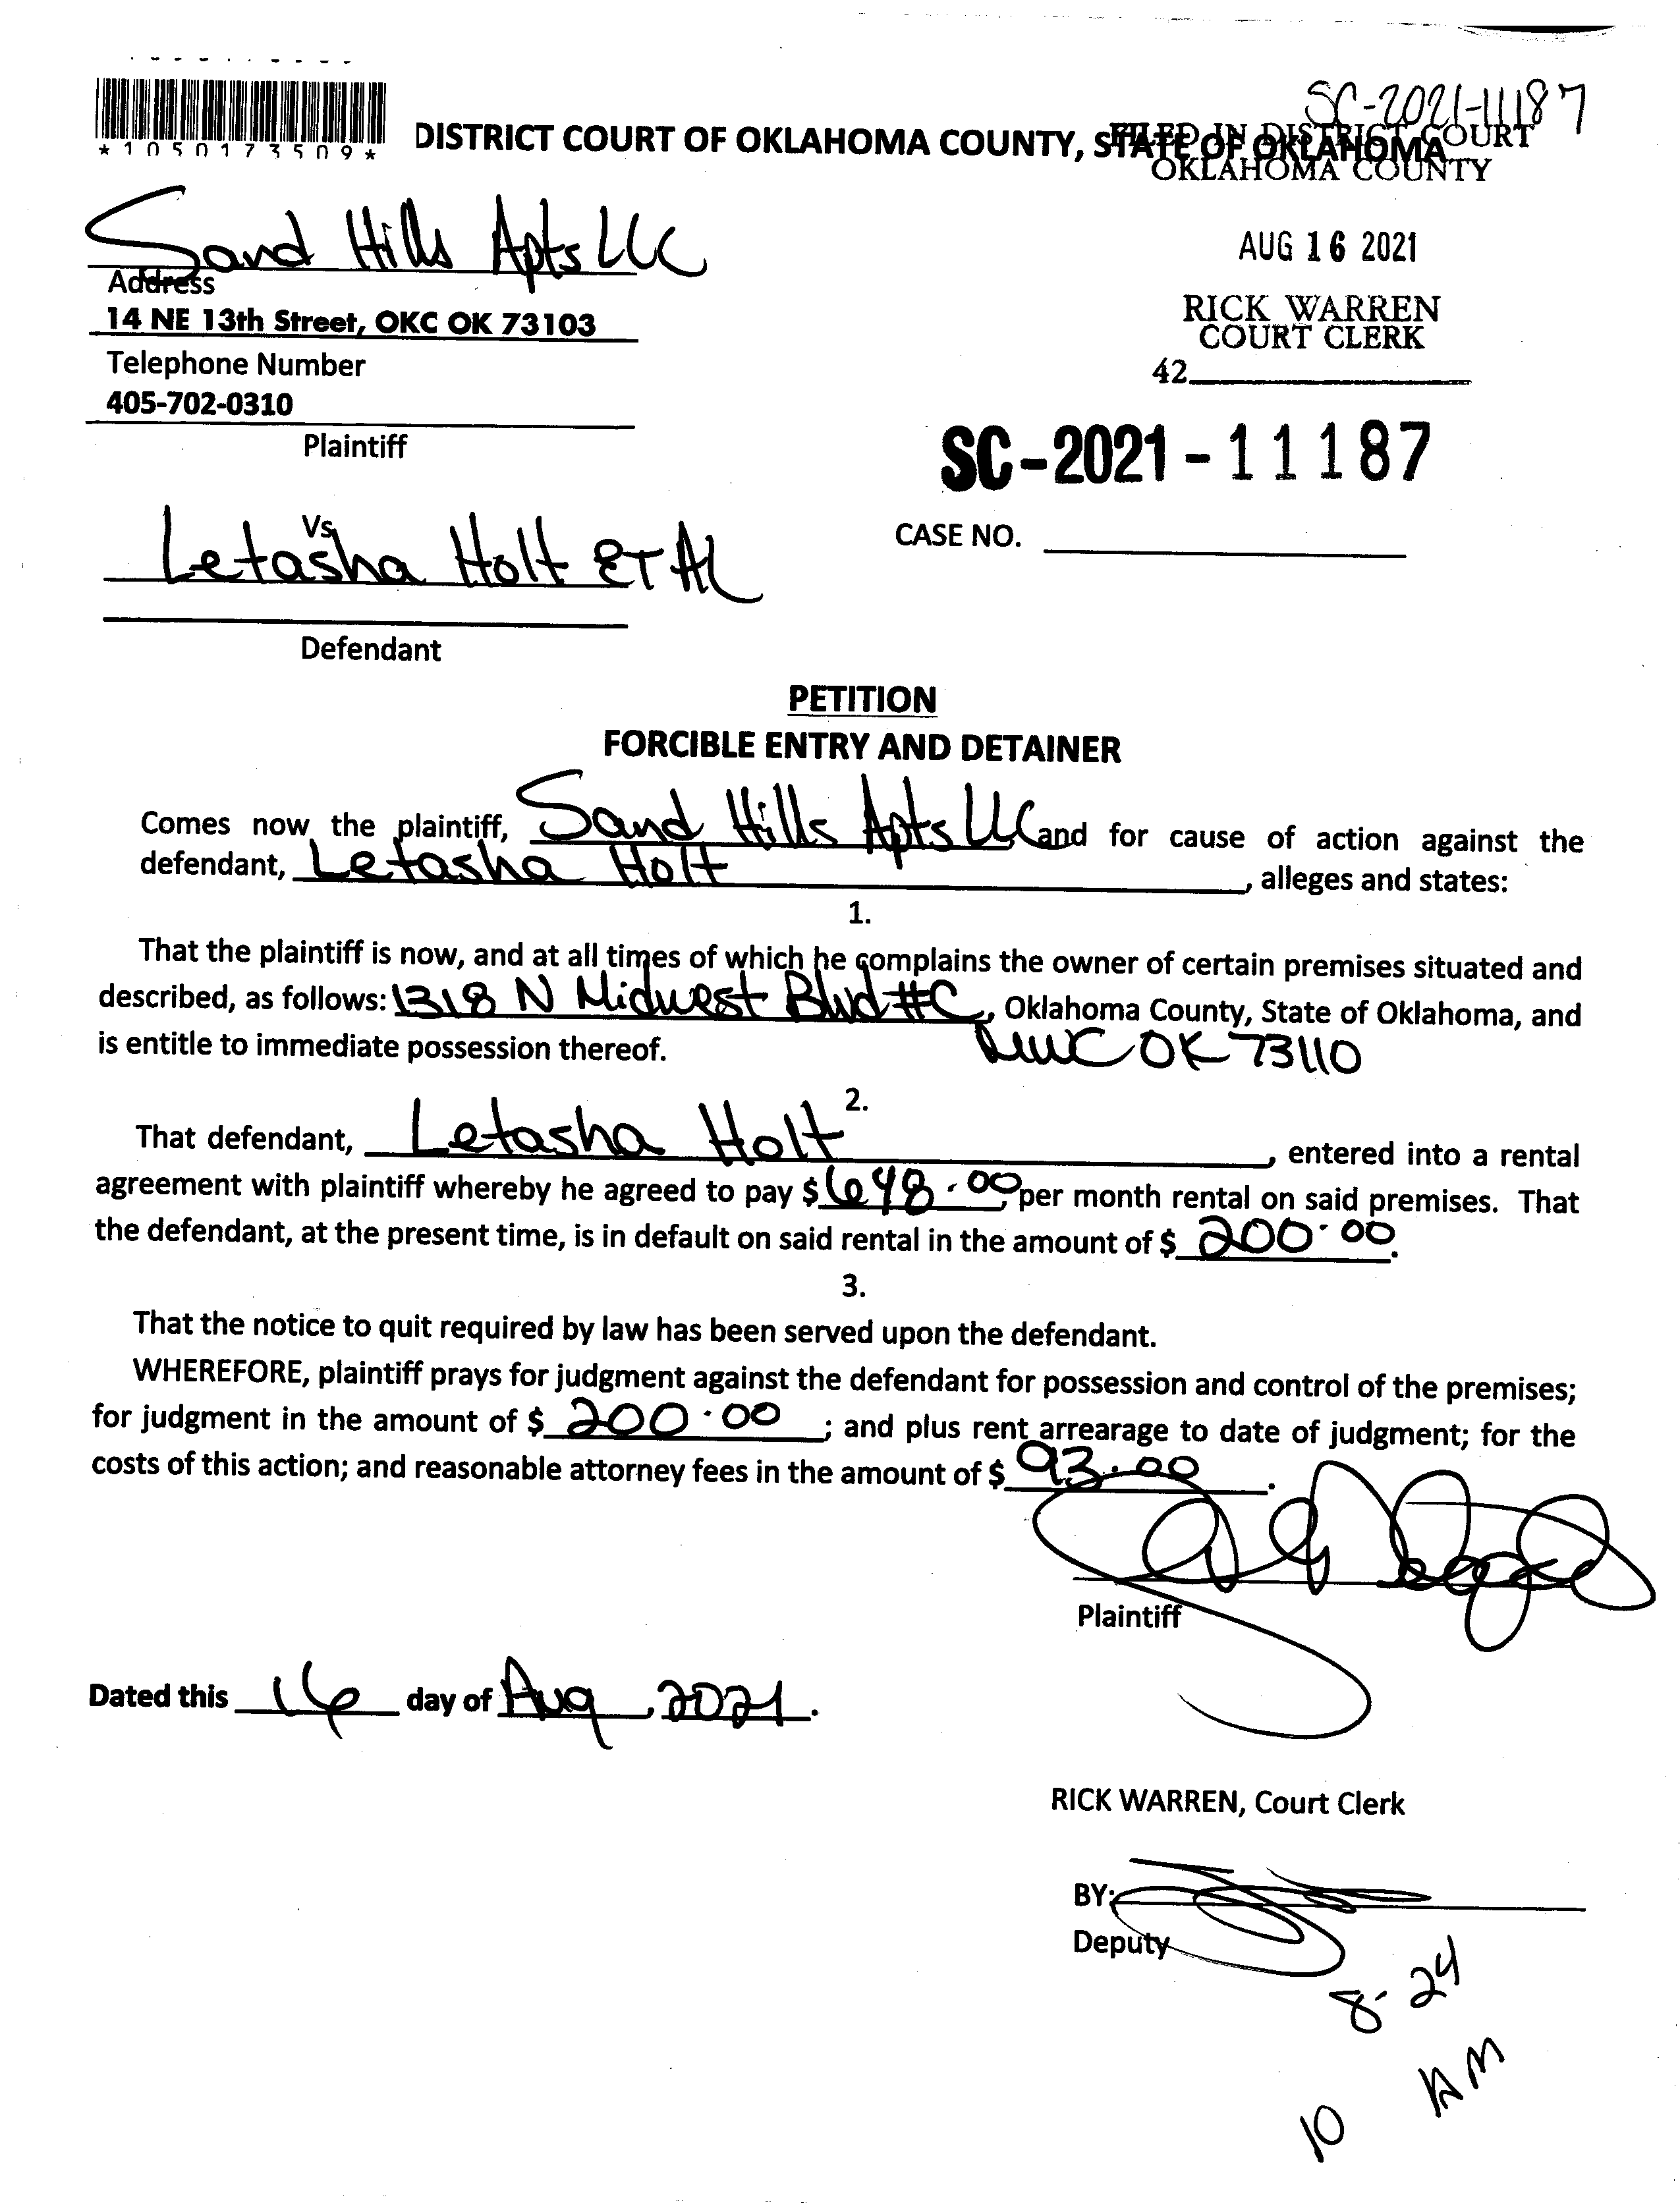 SC-2021-11187
*1050173509*
DISTRICT COURT OF OKLAHOMA COUNTY, STATE OF OKLAHOMA
FILED IN DISTRICT COURT
OKLAHOMA COUNTY
Sand Hills Apts LLC
AUG 16 2021
Address
14 NE 13th Street, OKC OK 73103
RICK WARREN
COURT CLERK
Telephone Number
42
405-702-0310
Plaintiff
SC-2021-11187
Vs
CASE NO.
Letasha Holt ET AL
Defendant
PETITION
FORCIBLE ENTRY AND DETAINER
Comes now the plaintiff, Sand Hills Apts LLC and for cause of action against the
defendant, Letasha Holt, alleges and states:
1.
That the plaintiff is now, and at all times of which he complains the owner of certain premises situated and
described, as follows: 1318 N Midwest Blvd #C, Oklahoma County, State of Oklahoma, and
is entitle to immediate possession thereof. MWC OK 73110
2.
That defendant, Letasha Holt, entered into a rental
agreement with plaintiff whereby he agreed to pay $648.00, per month rental on said premises. That
the defendant, at the present time, is in default on said rental in the amount of $200.00.
3.
That the notice to quit required by law has been served upon the defendant.
WHEREFORE, plaintiff prays for judgment against the defendant for possession and control of the premises;
for judgment in the amount of $200.00; and plus rent arrearage to date of judgment; for the
costs of this action; and reasonable attorney fees in the amount of $93.00.
Plaintiff
Dated this 16 day of Aug, 2021.
RICK WARREN, Court Clerk
BY:
Deputy
8-24
10 AM